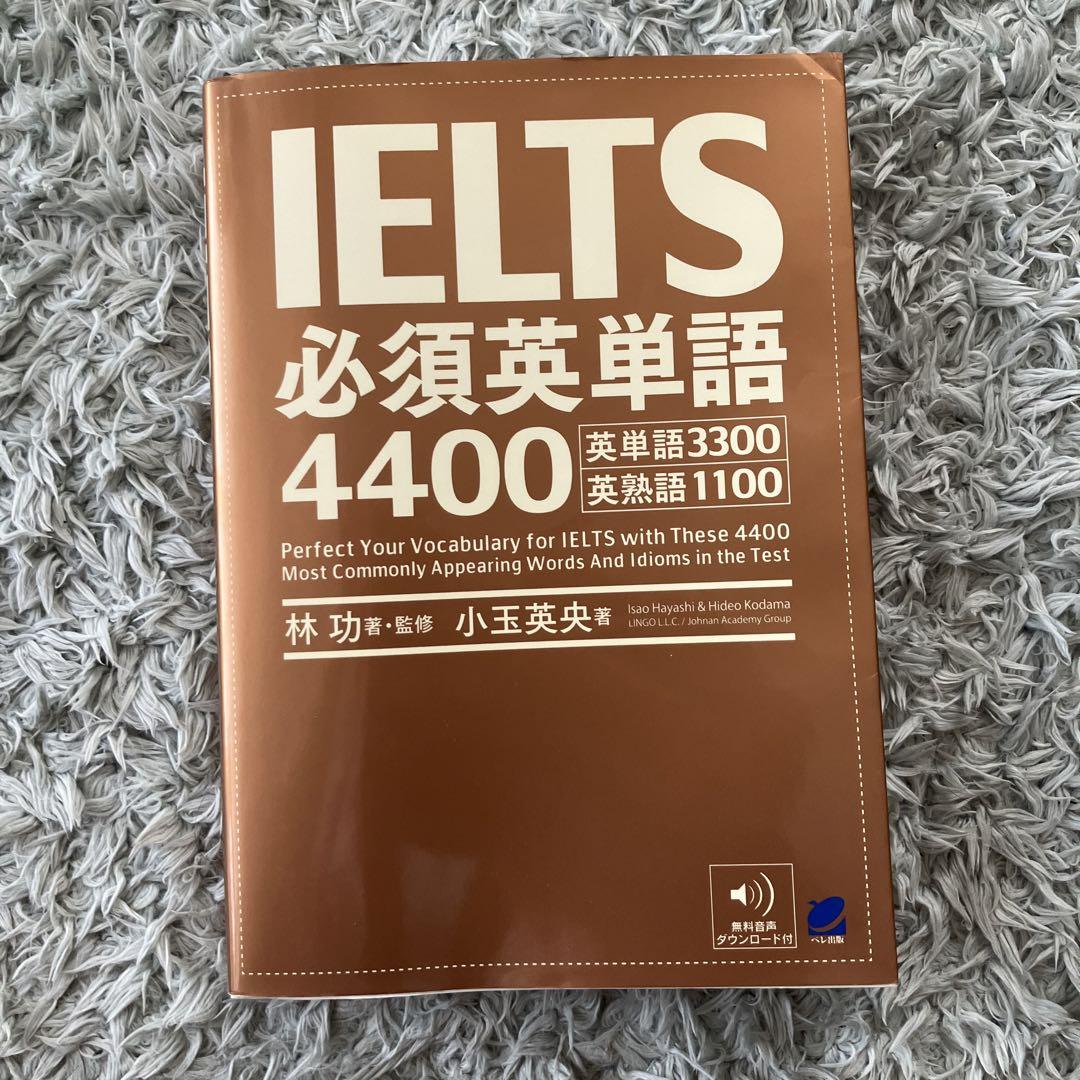 IELTS
必須英単語
4400
英単語3300
英熟語1100
Perfect Your Vocabulary for IELTS with These 4400
Most Commonly Appearing Words And Idioms in the Test
林 功 著・監修 小玉英央 著
Isao Hayashi & Hideo Kodama
LINGO L.L.C. / Johnan Academy Group
無料音声
ダウンロード付
ベレ出版